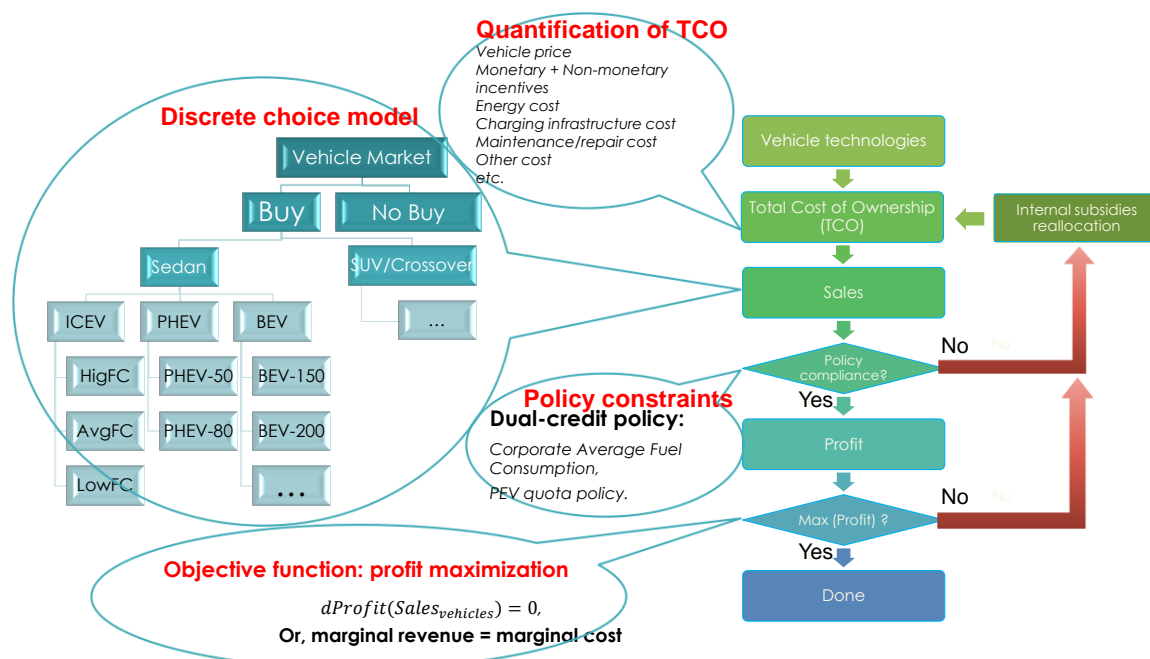 Quantification of TCO
Vehicle price
Monetary + Non-monetary
incentives
Energy cost
Charging infrastructure cost
Maintenance/repair cost
Other cost
etc.
Discrete choice model
Vehicle Market
Buy
No Buy
Sedan
SUV/Crossover
ICEV
PHEV
BEV
...
HigFC
PHEV-50
BEV-150
AvgFC
PHEV-80
BEV-200
LowFC
...
Vehicle technologies
Total Cost of Ownership
(TCO)
Internal subsidies
reallocation
Sales
Policy
compliance?
No
No
Yes
Policy constraints
Dual-credit policy:
Corporate Average Fuel
Consumption,
PEV quota policy.
Profit
Max (Profit) ?
No
No
Yes
Done
Objective function: profit maximization
dProfit(Sales_vehicles) = 0,
Or, marginal revenue = marginal cost